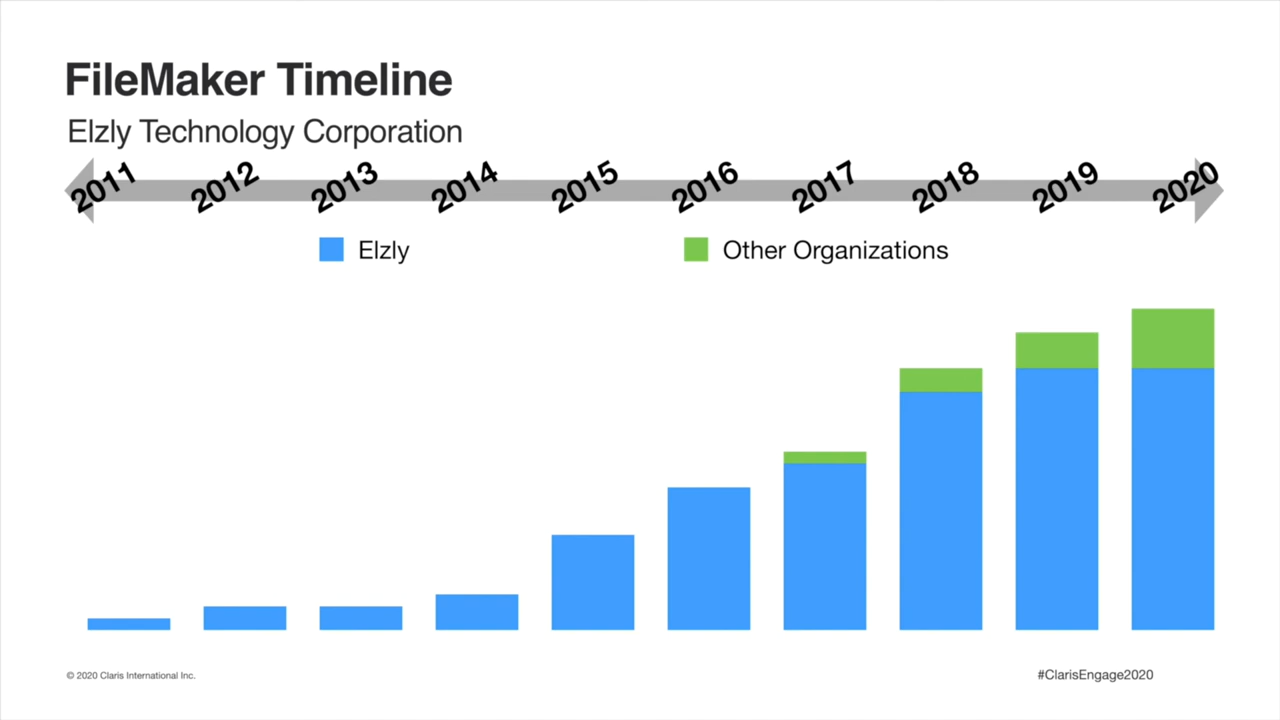 FileMaker Timeline
Elzly Technology Corporation
2011 2012 2013 2014 2015 2016 2017 2018 2019 2020
Elzly Other Organizations
© 2020 Claris International Inc. #ClarisEngage2020